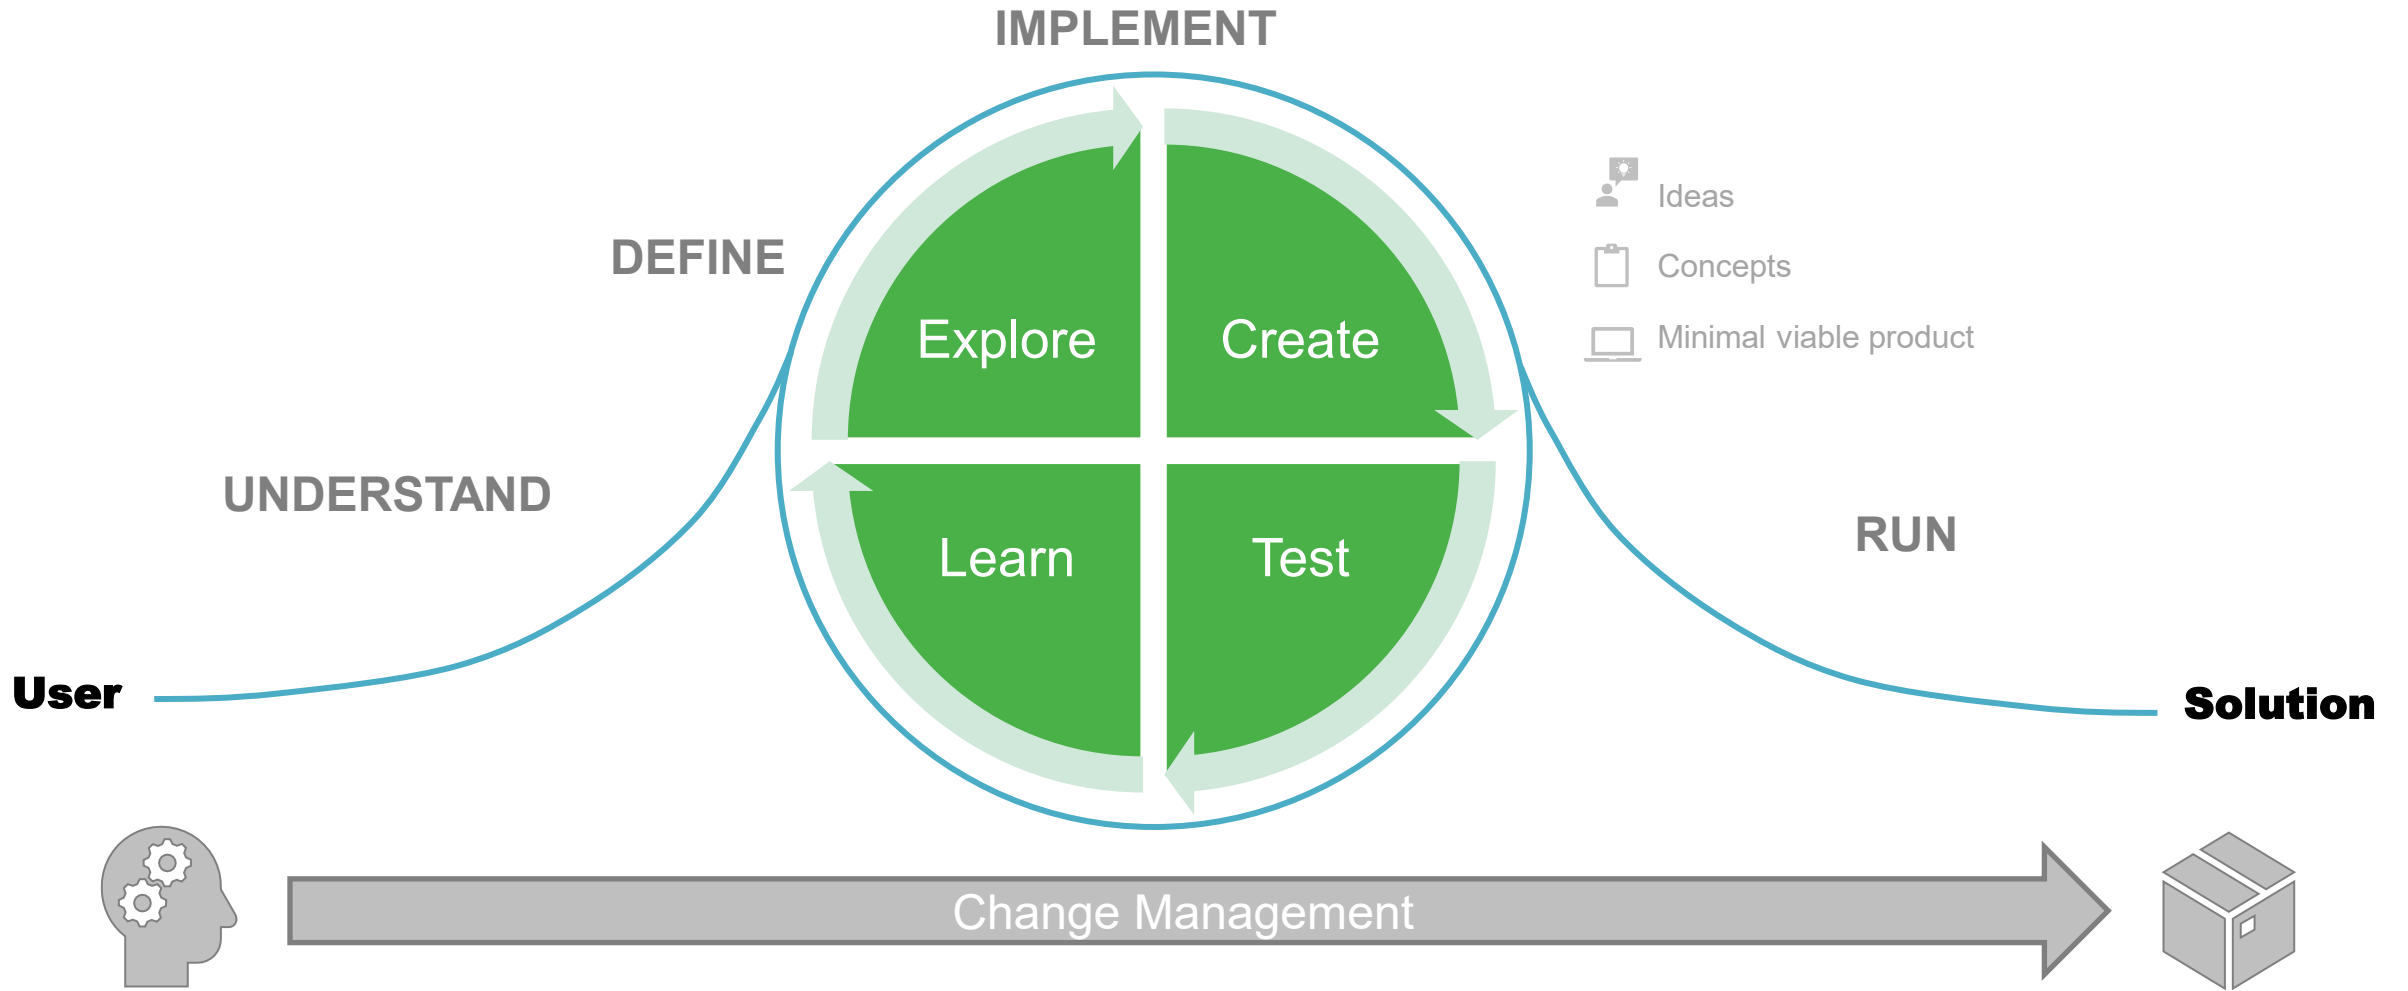 IMPLEMENT
DEFINE
UNDERSTAND
Explore
Create
Learn
Test
Ideas
Concepts
Minimal viable product
RUN
User
Solution
Change Management